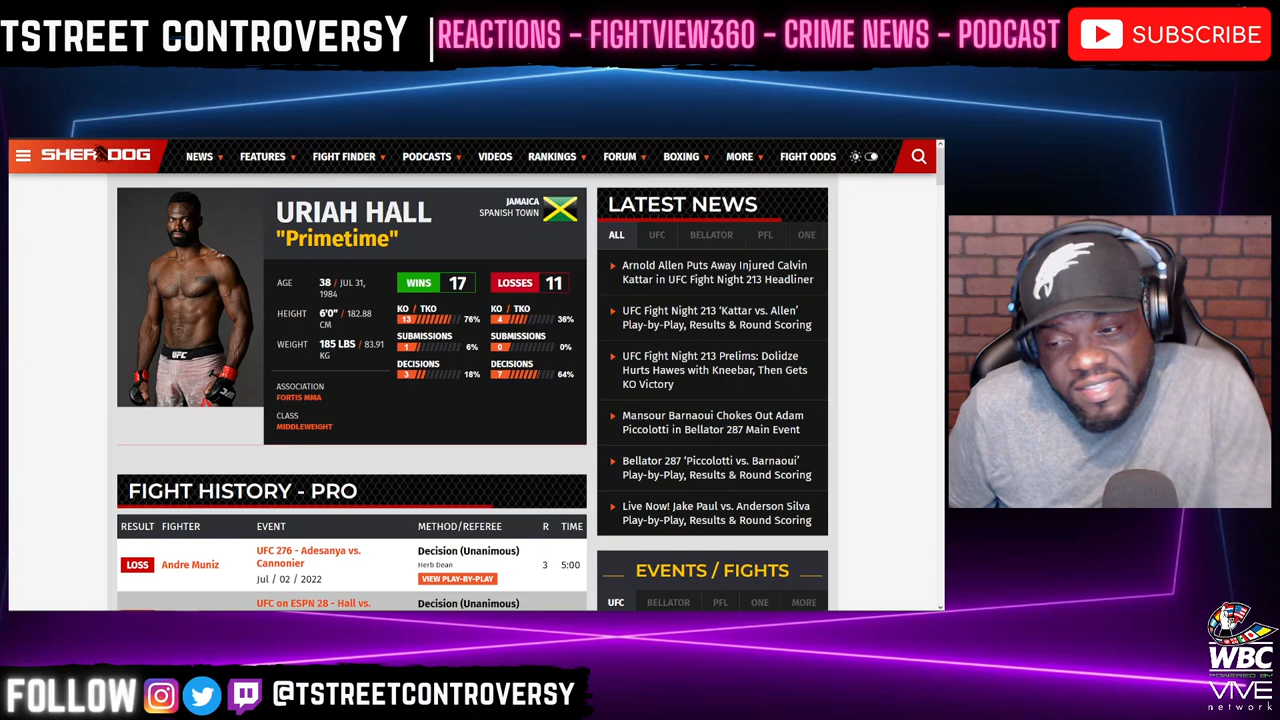 TSTREET CONTROVERSY
|REACTIONS - FIGHTVIEW360 - CRIME NEWS - PODCAST
SUBSCRIBE
SHERDOG
NEWS
FEATURES
FIGHT FINDER
PODCASTS
VIDEOS
RANKINGS
FORUM
BOXING
MORE
FIGHT ODDS
URIAH HALL
"Primetime"
JAMAICA
SPANISH TOWN
AGE
38 / JUL 31,
1984
HEIGHT
6'0" / 182.88
CM
WEIGHT
185 LBS / 83.91
KG
ASSOCIATION
FORTIS MMA
CLASS
MIDDLEWEIGHT
WINS 17
KO / TKO
13 76%
SUBMISSIONS
1 6%
DECISIONS
3 18%
LOSSES 11
KO / TKO
4 36%
SUBMISSIONS
0 0%
DECISIONS
7 64%
UFC
FIGHT HISTORY - PRO
RESULT FIGHTER EVENT METHOD/REFEREE R TIME
LOSS
Andre Muniz
UFC 276 - Adesanya vs.
Cannonier
Jul / 02 / 2022
Decision (Unanimous)
Herb Dean
VIEW PLAY-BY-PLAY
3
5:00
UFC on ESPN 28 - Hall vs.
Decision (Unanimous)
LATEST NEWS
ALL UFC BELLATOR PFL ONE
Arnold Allen Puts Away Injured Calvin
Kattar in UFC Fight Night 213 Headliner
UFC Fight Night 213 'Kattar vs. Allen'
Play-by-Play, Results & Round Scoring
UFC Fight Night 213 Prelims: Dolidze
Hurts Hawes with Kneebar, Then Gets
KO Victory
Mansour Barnaoui Chokes Out Adam
Piccolotti in Bellator 287 Main Event
Bellator 287 'Piccolotti vs. Barnaoui'
Play-by-Play, Results & Round Scoring
Live Now! Jake Paul vs. Anderson Silva
Play-by-Play, Results & Round Scoring
EVENTS / FIGHTS
UFC BELLATOR PFL ONE MORE
FOLLOW
@TSTREETCONTROVERSY
WBC
POWERED BY
VIVE
network